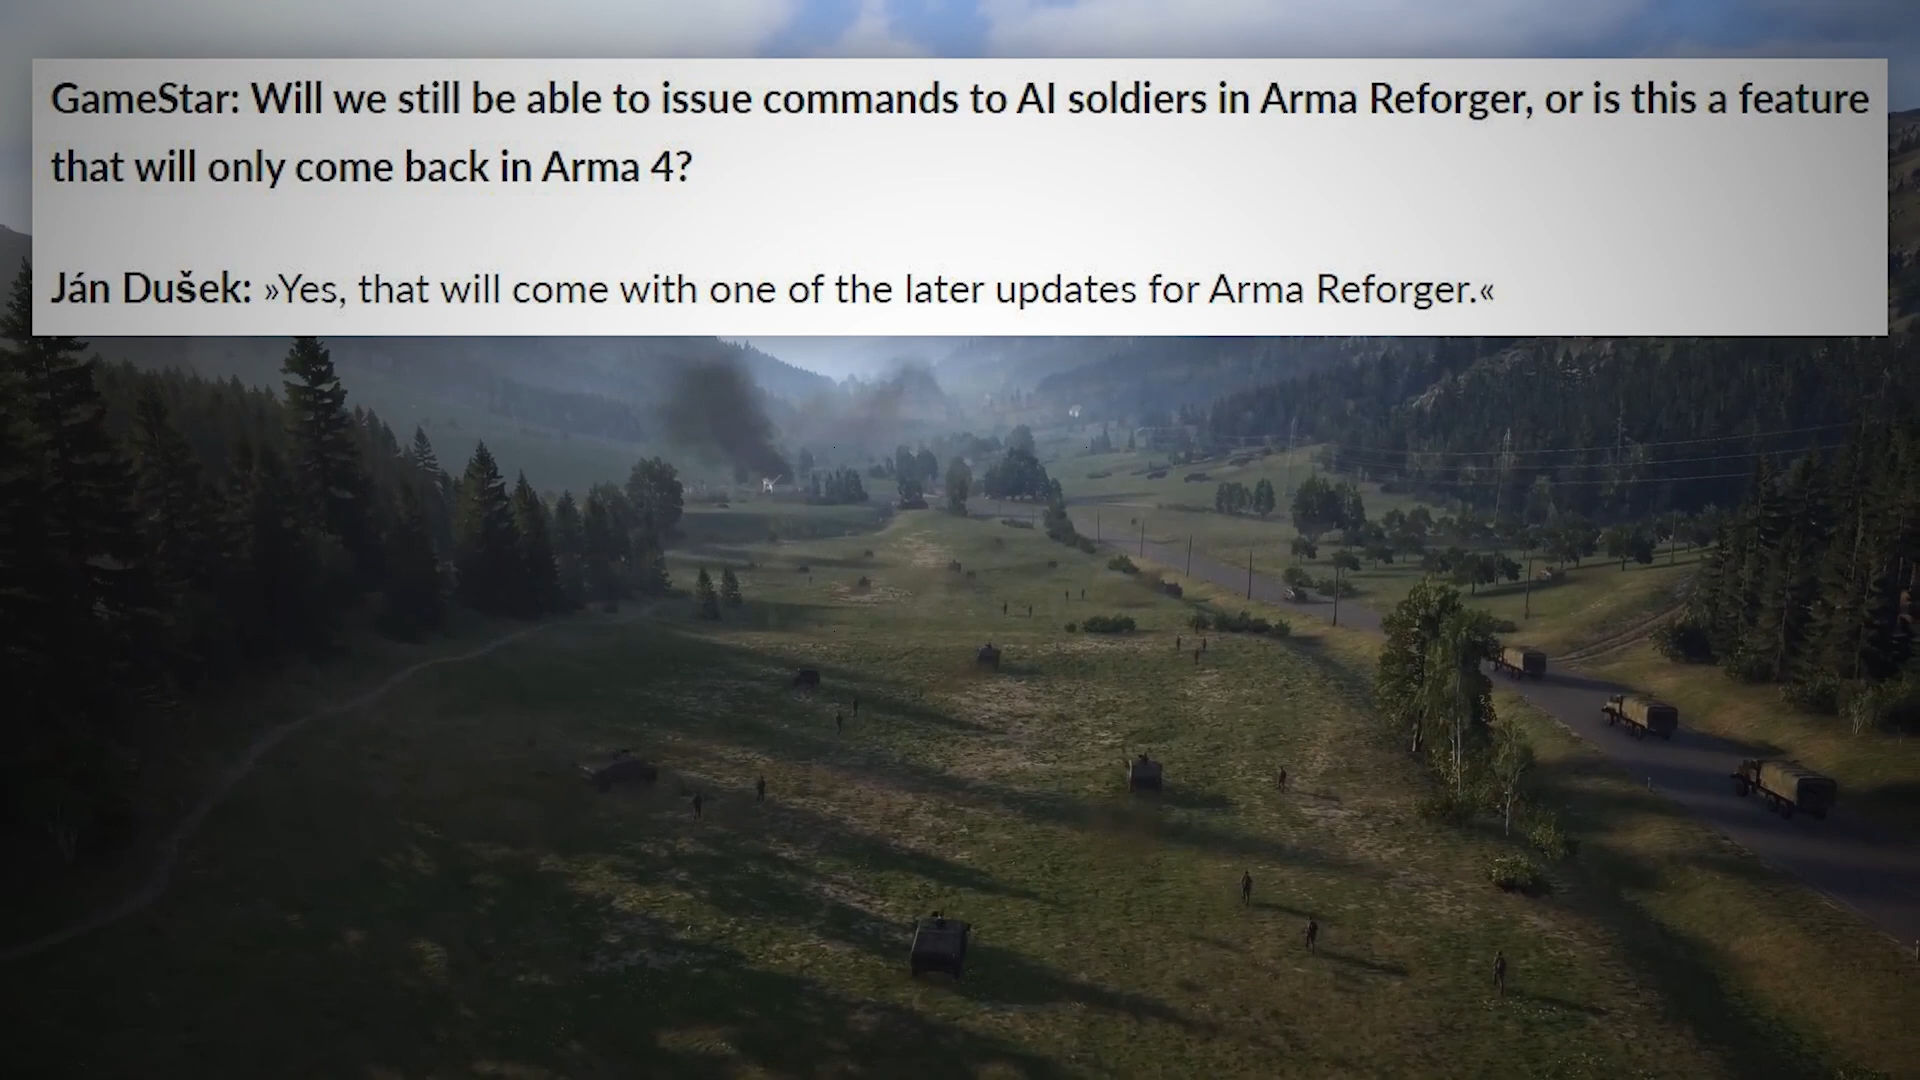 GameStar: Will we still be able to issue commands to AI soldiers in Arma Reforger, or is this a feature
that will only come back in Arma 4?
Ján Dušek: »Yes, that will come with one of the later updates for Arma Reforger.«